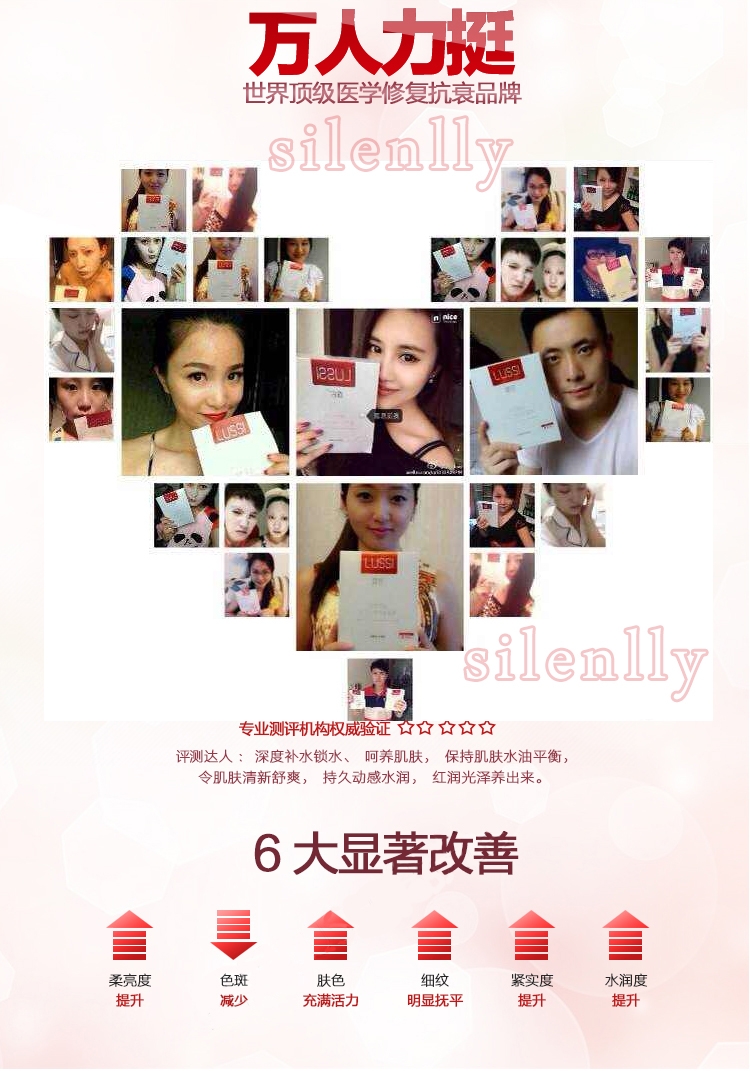 万人力挺
世界顶级医学修复抗衰品牌
silenlly
nice
LUSSI
LUSSI
LUSSI
LUSSI
silenlly
专业测评机构权威验证 ☆☆☆☆☆
评测达人： 深度补水锁水、 呵养肌肤， 保持肌肤水油平衡，
令肌肤清新舒爽， 持久动感水润， 红润光泽养出来。
6 大显著改善
柔亮度 色斑 肤色 细纹 紧实度 水润度
提升 减少 充满活力 明显抚平 提升 提升